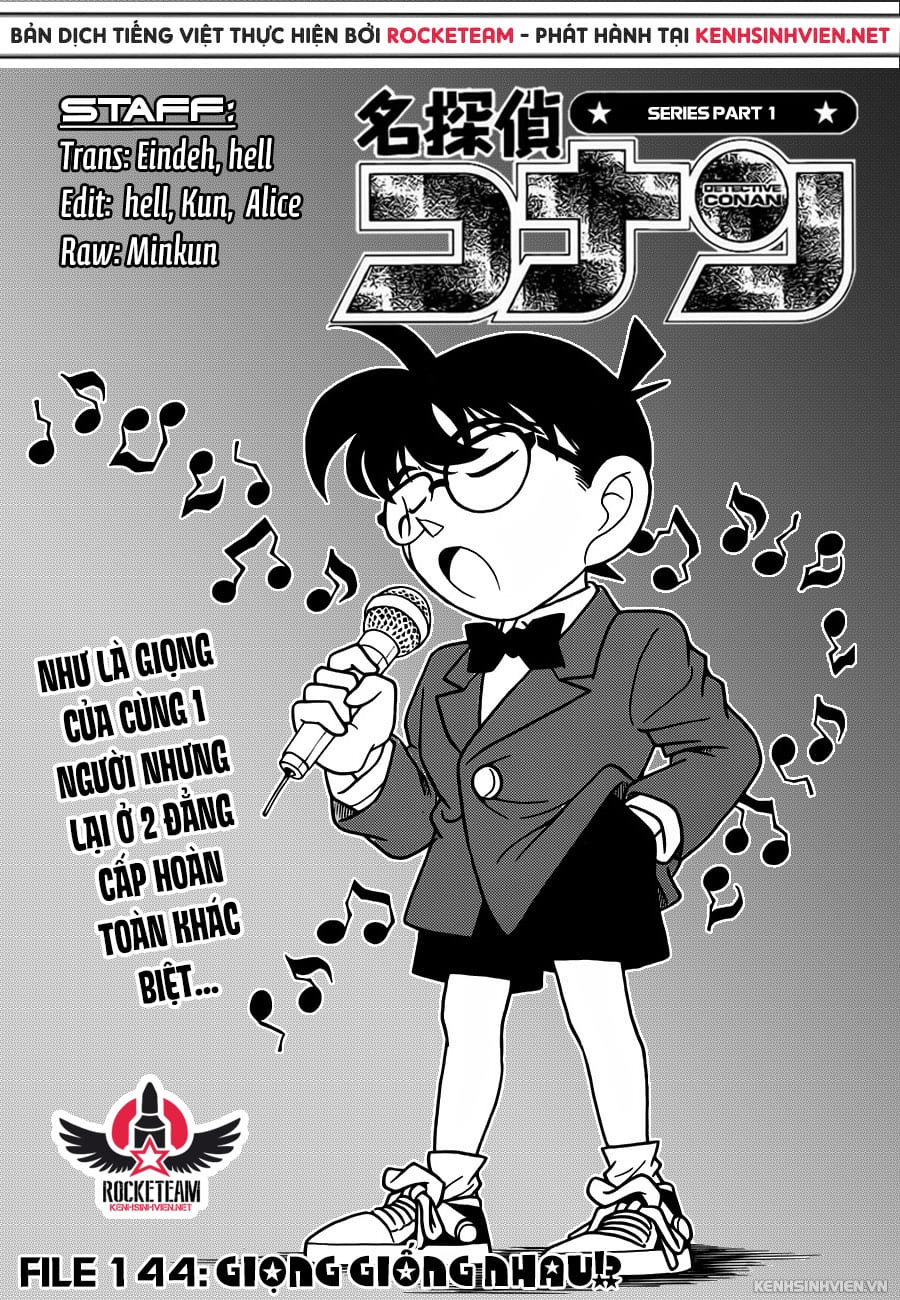 BẢN DỊCH TIẾNG VIỆT THỰC HIỆN BỞI ROCKETEAM - PHÁT HÀNH TẠI KENHSINHVIEN.NET
STAFF:
Trans: Eindeh, hell
Edit: hell, Kun, Alice
Raw: Minkun
名探偵
SERIES PART 1
コナン
DETECTIVE
CONAN
NHƯ LÀ GIỌNG
CỦA CÙNG 1
NGƯỜI NHƯNG
LẠI Ở 2 ĐẲNG
CẤP HOÀN
TOÀN KHÁC
BIỆT...
ROCKETEAM
KENHSINHVIEN.NET
FILE 144: GIỌNG GIỐNG NHAU!?
KENHSINHVIEN.VN